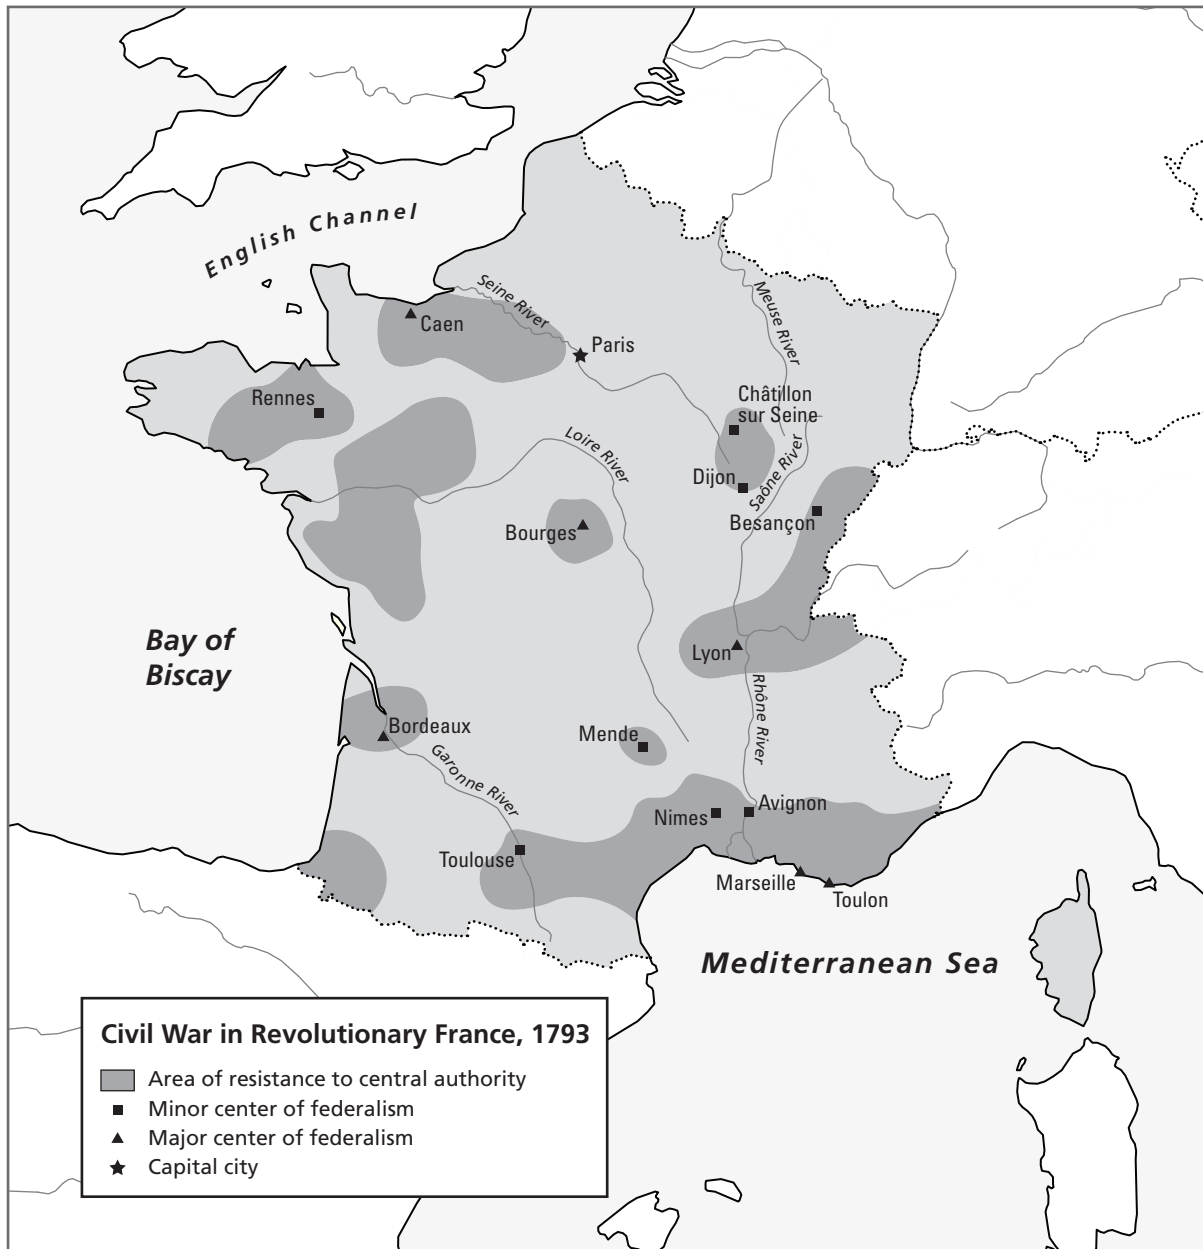 English Channel
Seine River
Caen
Paris
Meuse River
Rennes
Châtillon
sur Seine
Loire River
Dijon
Saône River
Besançon
Bourges
Bay of
Biscay
Lyon
Rhône River
Bordeaux
Mende
Garonne River
Avignon
Nimes
Toulouse
Marseille
Toulon
Mediterranean Sea
Civil War in Revolutionary France, 1793
Area of resistance to central authority
Minor center of federalism
Major center of federalism
Capital city